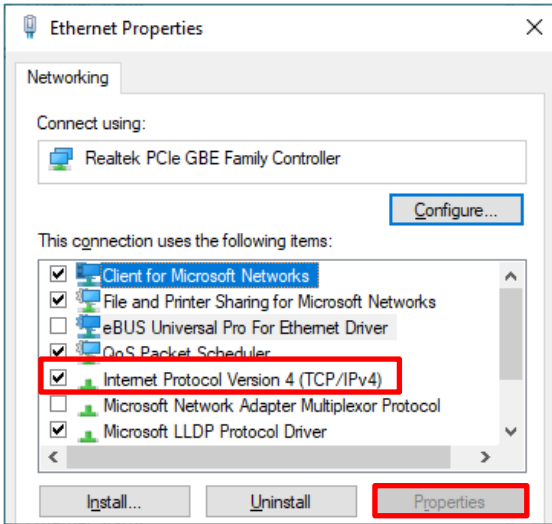 Ethernet Properties
Networking
Connect using:
Realtek PCIe GBE Family Controller
Configure...
This connection uses the following items:
Client for Microsoft Networks
File and Printer Sharing for Microsoft Networks
eBUS Universal Pro For Ethernet Driver
QoS Packet Scheduler
Internet Protocol Version 4 (TCP/IPv4)
Microsoft Network Adapter Multiplexor Protocol
Microsoft LLDP Protocol Driver
Install... Uninstall Properties